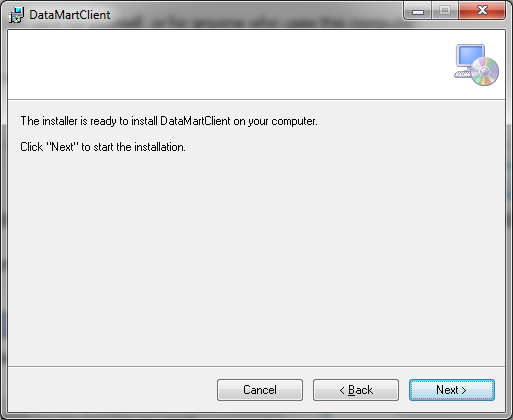 DataMartClient
The installer is ready to install DataMartClient on your computer.
Click "Next" to start the installation.
Cancel
< Back
Next >